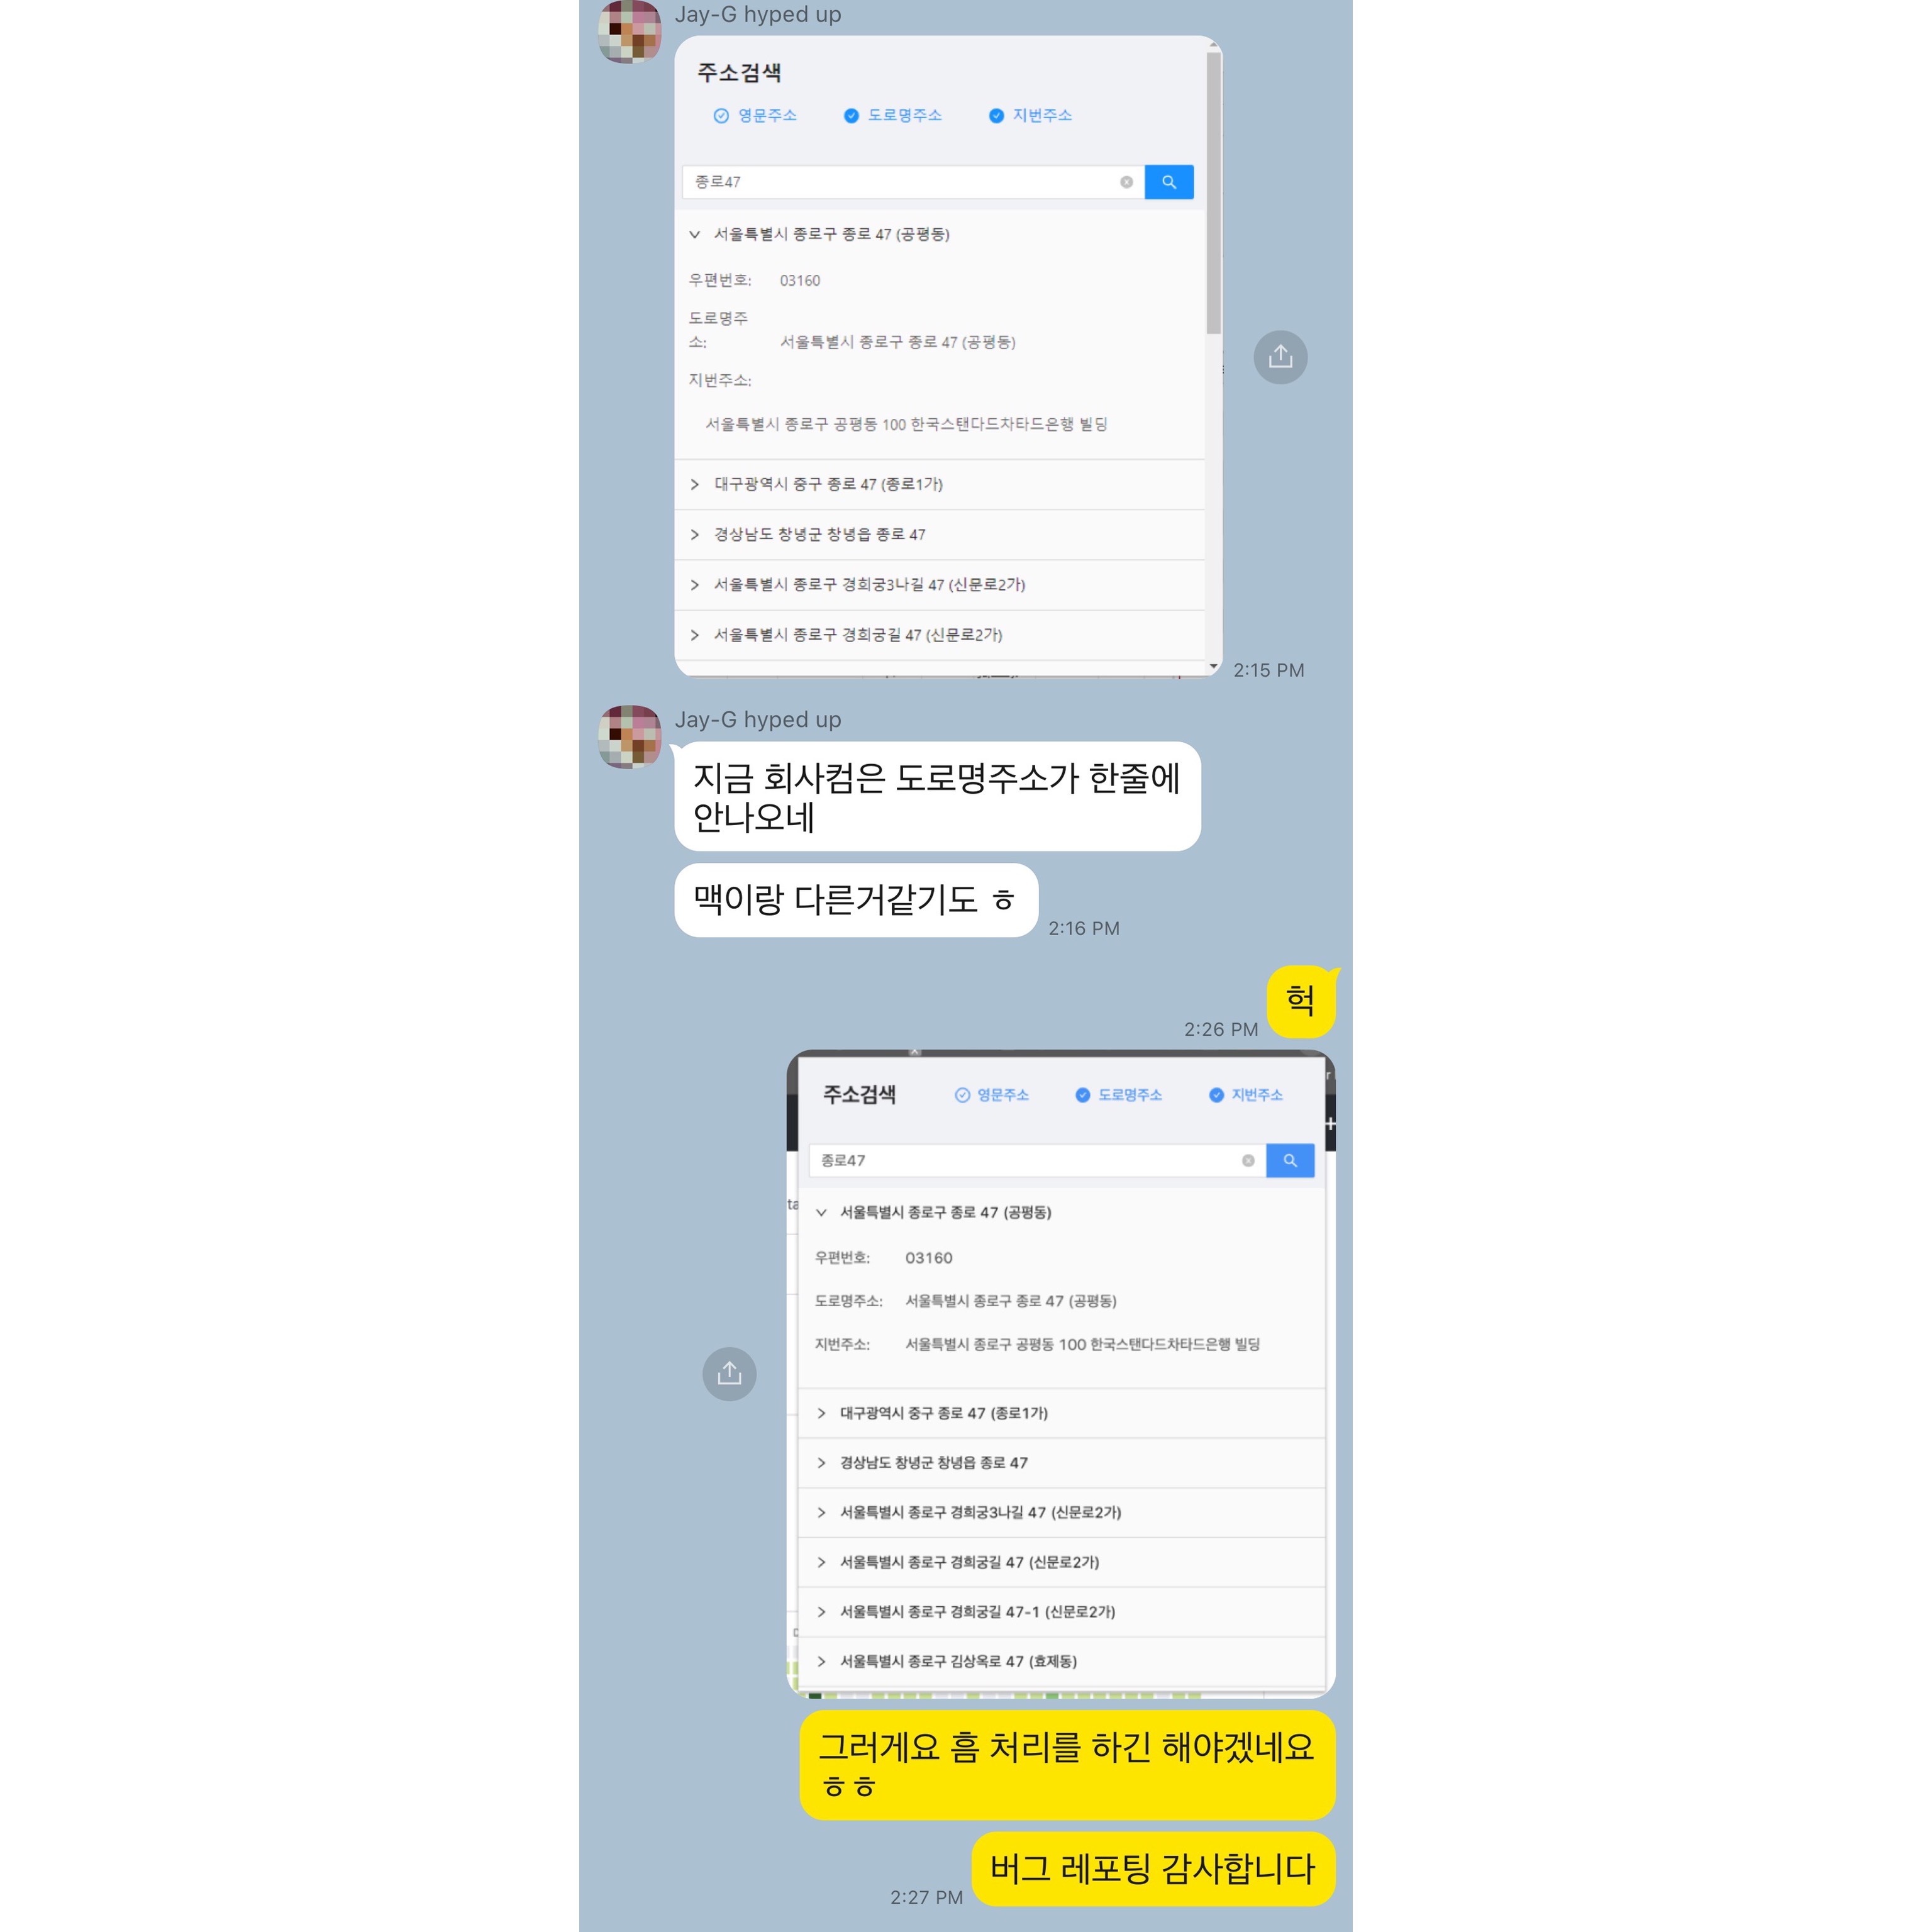 Jay-G hyped up
주소검색
영문주소 도로명주소 지번주소
종로47
서울특별시 종로구 종로 47 (공평동)
우편번호: 03160
도로명주
소: 서울특별시 종로구 종로 47 (공평동)
지번주소:
서울특별시 종로구 공평동 100 한국스탠다드차타드은행 빌딩
대구광역시 중구 종로 47 (종로1가)
경상남도 창녕군 창녕읍 종로 47
서울특별시 종로구 경희궁3나길 47 (신문로2가)
서울특별시 종로구 경희궁길 47 (신문로2가)
2:15 PM
Jay-G hyped up
지금 회사컴은 도로명주소가 한줄에
안나오네
맥이랑 다른거같기도 ㅎ
2:16 PM
헉
2:26 PM
주소검색 영문주소 도로명주소 지번주소
종로47
서울특별시 종로구 종로 47 (공평동)
우편번호: 03160
도로명주소: 서울특별시 종로구 종로 47 (공평동)
지번주소: 서울특별시 종로구 공평동 100 한국스탠다드차타드은행 빌딩
대구광역시 중구 종로 47 (종로1가)
경상남도 창녕군 창녕읍 종로 47
서울특별시 종로구 경희궁3나길 47 (신문로2가)
서울특별시 종로구 경희궁길 47 (신문로2가)
서울특별시 종로구 경희궁길 47-1 (신문로2가)
서울특별시 종로구 김상옥로 47 (효제동)
그러게요 흠 처리를 하긴 해야겠네요
ㅎㅎ
버그 레포팅 감사합니다
2:27 PM